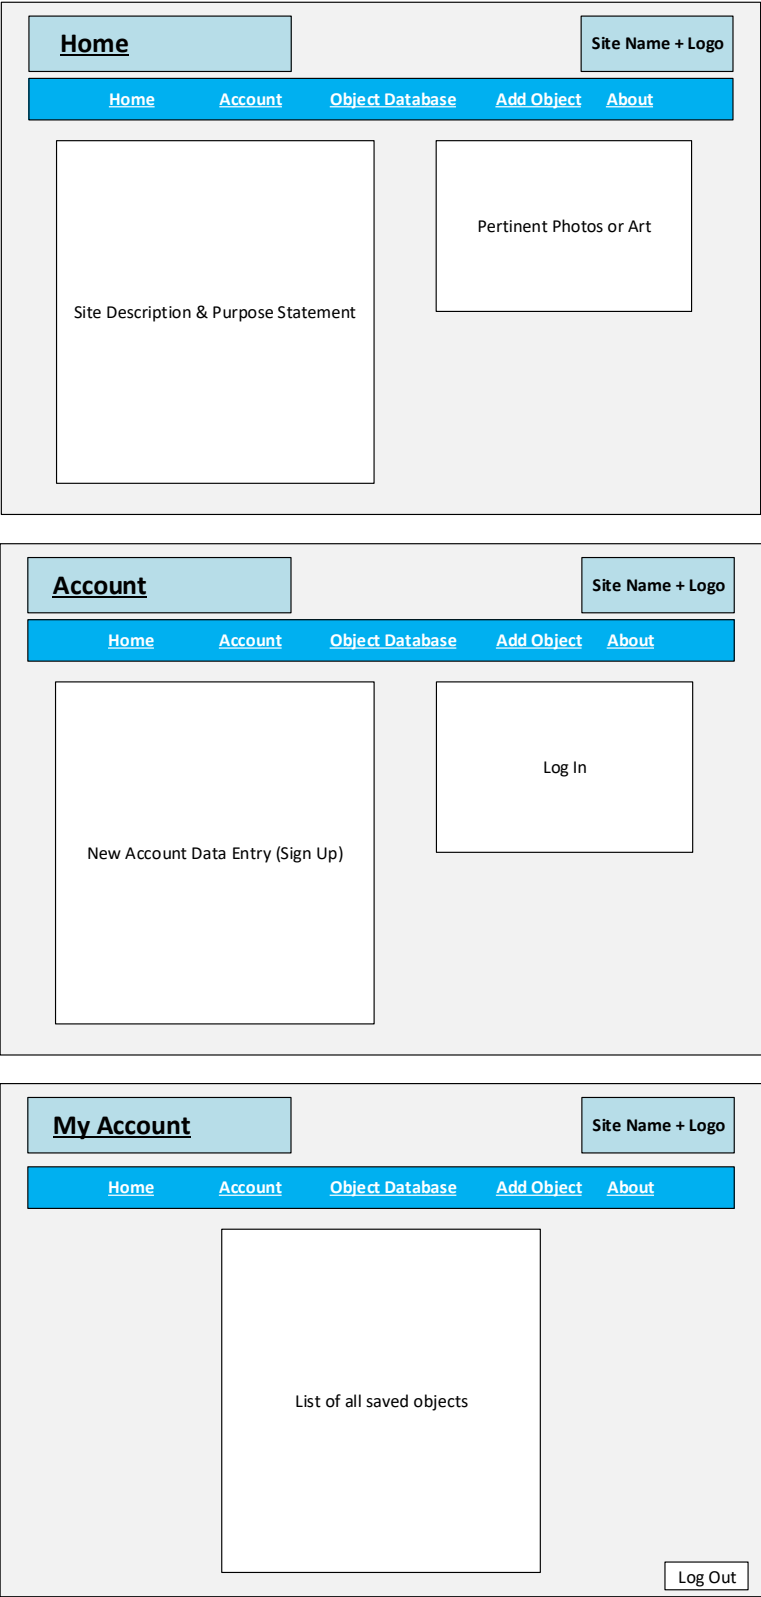 Home
Site Name + Logo
Home Account Object Database Add Object About
Pertinent Photos or Art
Site Description & Purpose Statement
Account
Site Name + Logo
Home Account Object Database Add Object About
Log In
New Account Data Entry (Sign Up)
My Account
Site Name + Logo
Home Account Object Database Add Object About
List of all saved objects
Log Out